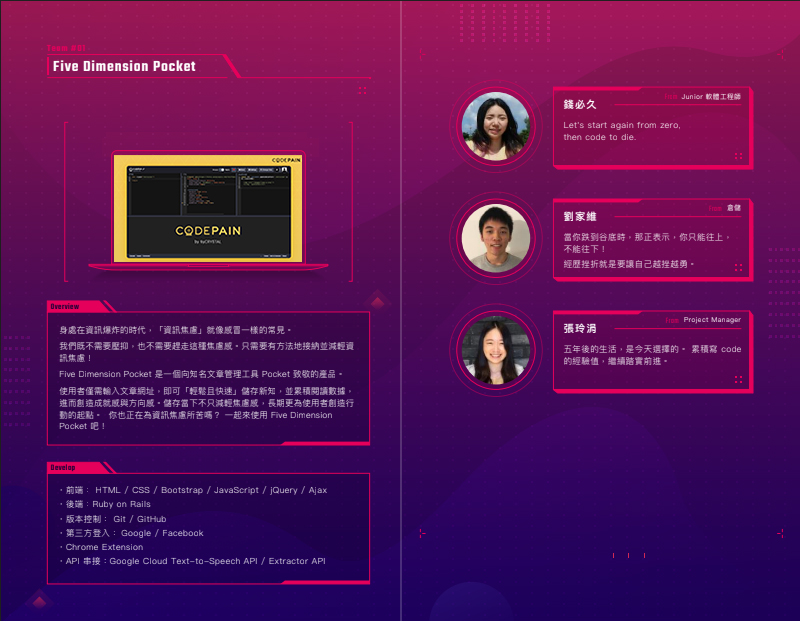 Team #01
Five Dimension Pocket
CODEPAIN
CODEPAIN
Overview
身處在資訊爆炸的時代，「資訊焦慮」就像感冒一樣的常見。
我們既不需要壓抑，也不需要趕走這種焦慮感。只需要有方法地接納並減輕資
訊焦慮！
Five Dimension Pocket 是一個向知名文章管理工具 Pocket 致敬的產品。
使用者僅需輸入文章網址，即可「輕鬆且快速」儲存新知，並累積閱讀數據，
進而創造成就感與方向感。儲存當下不只減輕焦慮感，長期更為使用者創造行
動的起點。 你也正在為資訊焦慮所苦嗎？ 一起來使用 Five Dimension
Pocket 吧！
Develop
・前端： HTML / CSS / Bootstrap / JavaScript / jQuery / Ajax
・後端：Ruby on Rails
・版本控制： Git / GitHub
・第三方登入： Google / Facebook
・Chrome Extension
・API 串接：Google Cloud Text-to-Speech API / Extractor API
From Junior 軟體工程師
錢必久
Let's start again from zero,
then code to die.
From 倉儲
劉家維
當你跌到谷底時，那正表示，你只能往上，
不能往下！
經歷挫折就是要讓自己越挫越勇。
From Project Manager
張玲涓
五年後的生活，是今天選擇的。 累積寫 code
的經驗值，繼續踏實前進。